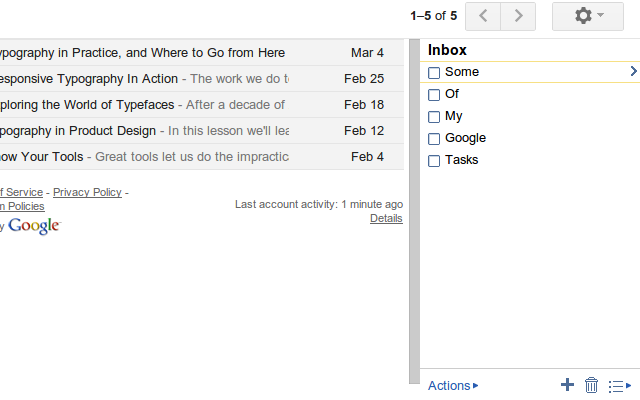 1–5 of 5
ypography in Practice, and Where to Go from Here Mar 4
esponsive Typography In Action - The work we do t Feb 25
ploring the World of Typefaces - After a decade of Feb 18
pography in Product Design - In this lesson we'll lea Feb 12
ow Your Tools - Great tools let us do the impractic Feb 4
f Service - Privacy Policy -
m Policies
y Google
Last account activity: 1 minute ago
Details
Inbox
Some
Of
My
Google
Tasks
Actions